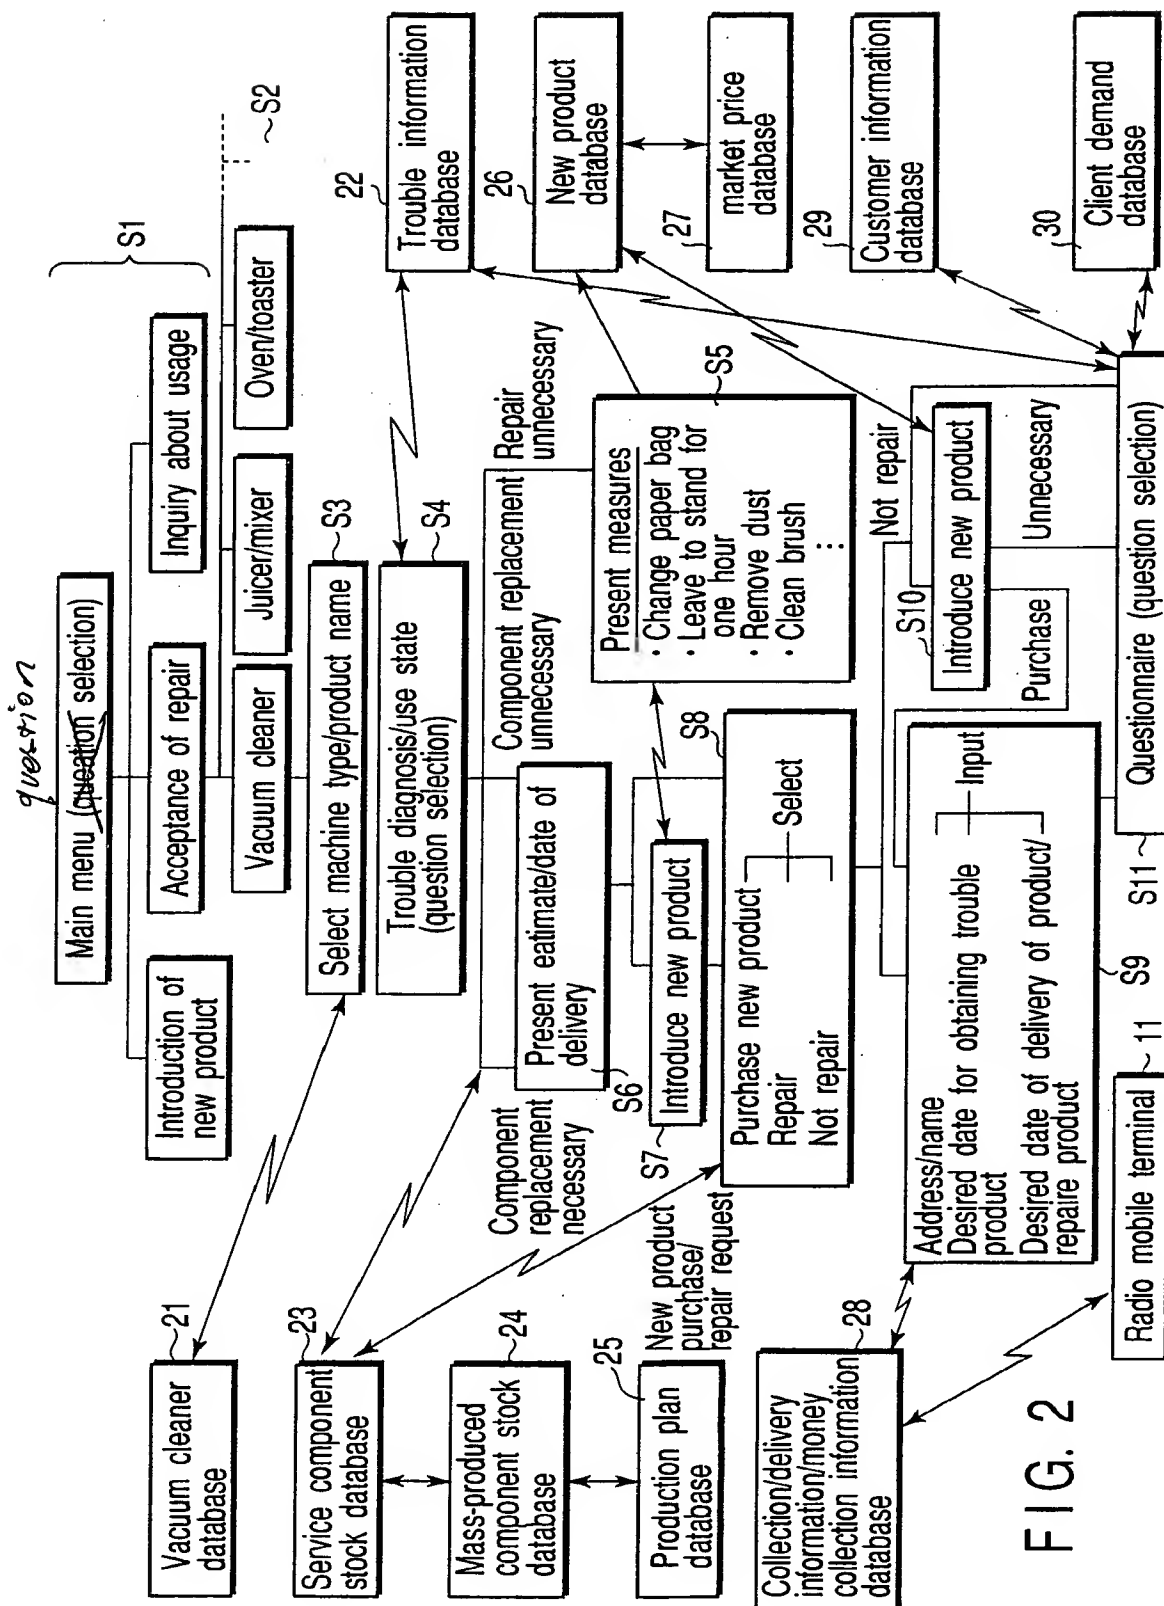 question
Main menu (queation selection)
S1
Introduction of
new product
Acceptance of repair
Inquiry about usage
S2
Vacuum cleaner
Juicer/mixer
Oven/toaster
Select machine type/product name
S3
Trouble diagnosis/use state
(question selection)
S4
Component replacement
unnecessary
Repair
unnecessary
Component
replacement
necessary
Present eatimate/date of
delivery
S6
Present measures
· Change paper bag
· Leave to stand for
one hour
· Remove dust
· Clean brush
S5
S7
Introduce new product
S8
Purchase new product
Repair
Not repair
Select
New product
purchase/
repair request
Not repair
S10
Introduce new product
Purchase
Unnecessary
Address/name
Desired date for obtaining trouble
product
Desired date of delivery of product/
repaire product
Input
S9
S11
Questionnaire (question selection)
21
Vacuum cleaner
database
23
Service component
stock database
24
Mass-produced
component stock
database
25
Production plan
database
28
Collection/delivery
information/money
collection information
database
11
Radio mobile terminal
22
Trouble information
database
26
New product
database
27
market price
database
29
Customer information
database
30
Client demand
database
FIG. 2